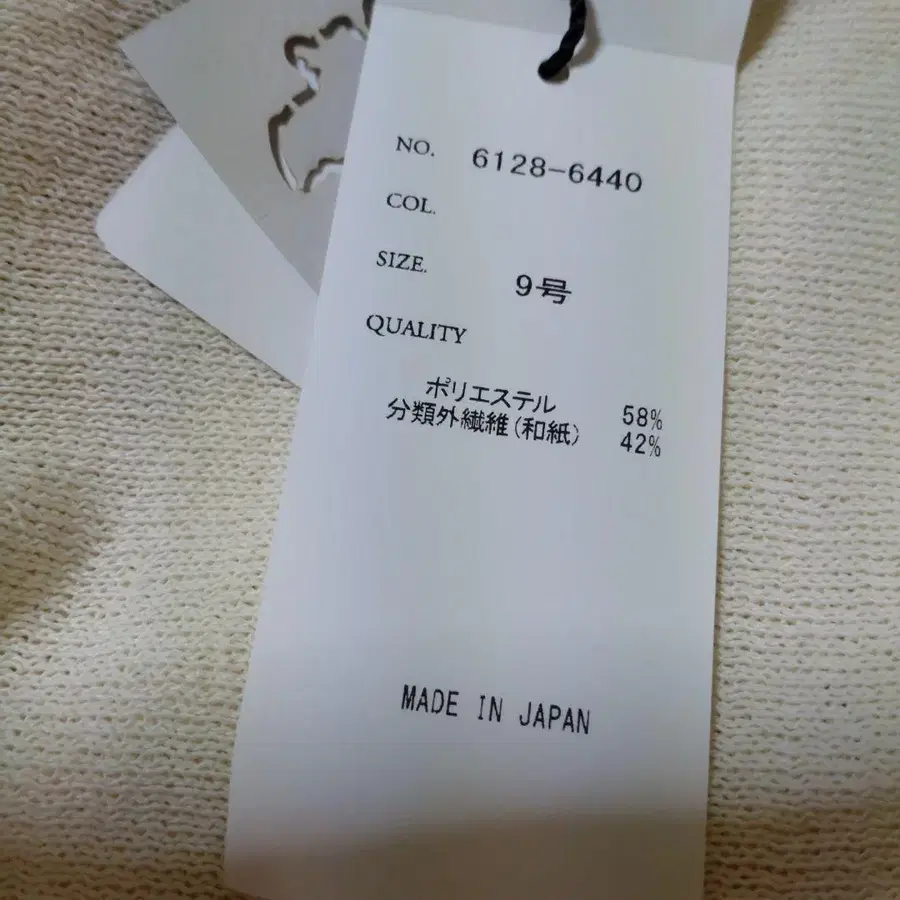 NO. 6128-6440
COL.
SIZE. 9号
QUALITY
ポリエステル 58%
分類外繊維(和紙) 42%
MADE IN JAPAN